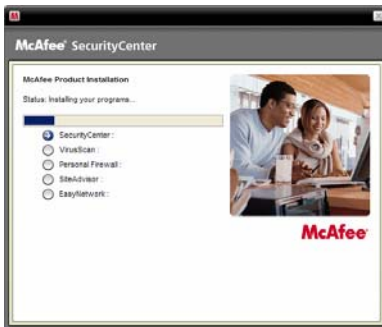 McAfee® SecurityCenter
McAfee Product Installation
Status: Installing your programs...
SecurityCenter :
VirusScan :
Personal Firewall :
SiteAdvisor :
EasyNetwork :
McAfee®